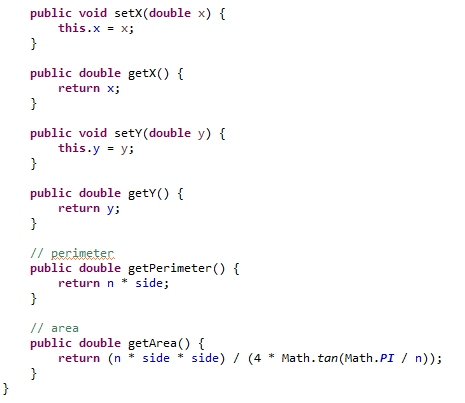 public void setX(double x) {
        this.x = x;
    }

    public double getX() {
        return x;
    }

    public void setY(double y) {
        this.y = y;
    }

    public double getY() {
        return y;
    }

    // perimeter
    public double getPerimeter() {
        return n * side;
    }

    // area
    public double getArea() {
        return (n * side * side) / (4 * Math.tan(Math.PI / n));
    }
}